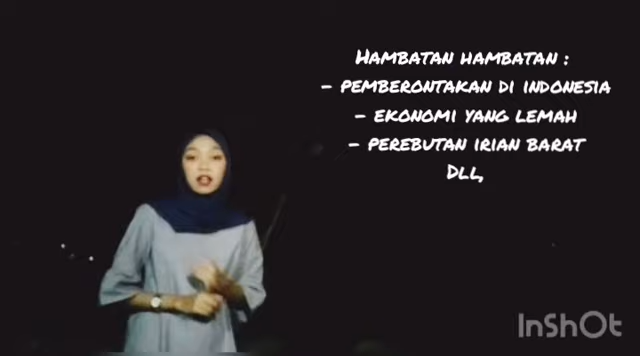 Hambatan hambatan :
- pemberontakan di indonesia
- ekonomi yang lemah
- perebutan irian barat
Dll,
InShOt